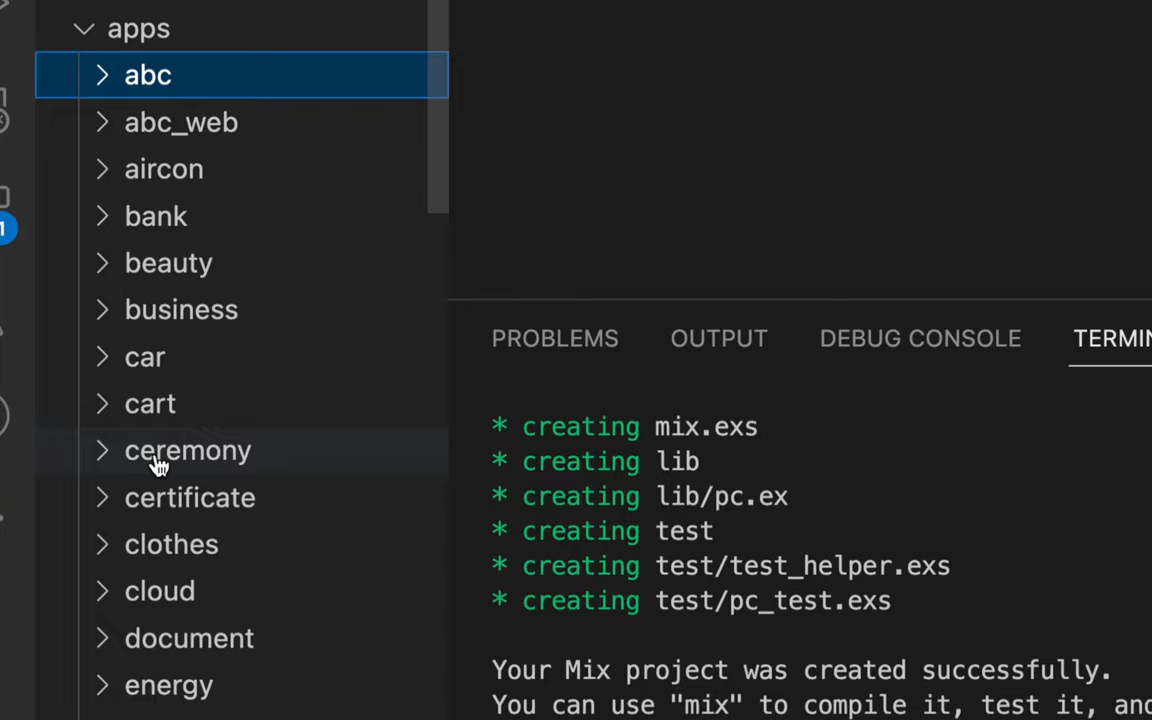 apps
abc
abc_web
aircon
bank
beauty
business
car
cart
ceremony
certificate
clothes
cloud
document
energy
1
PROBLEMS OUTPUT DEBUG CONSOLE TERMIN
* creating mix.exs
* creating lib
* creating lib/pc.ex
* creating test
* creating test/test_helper.exs
* creating test/pc_test.exs
Your Mix project was created successfully.
You can use "mix" to compile it, test it, and